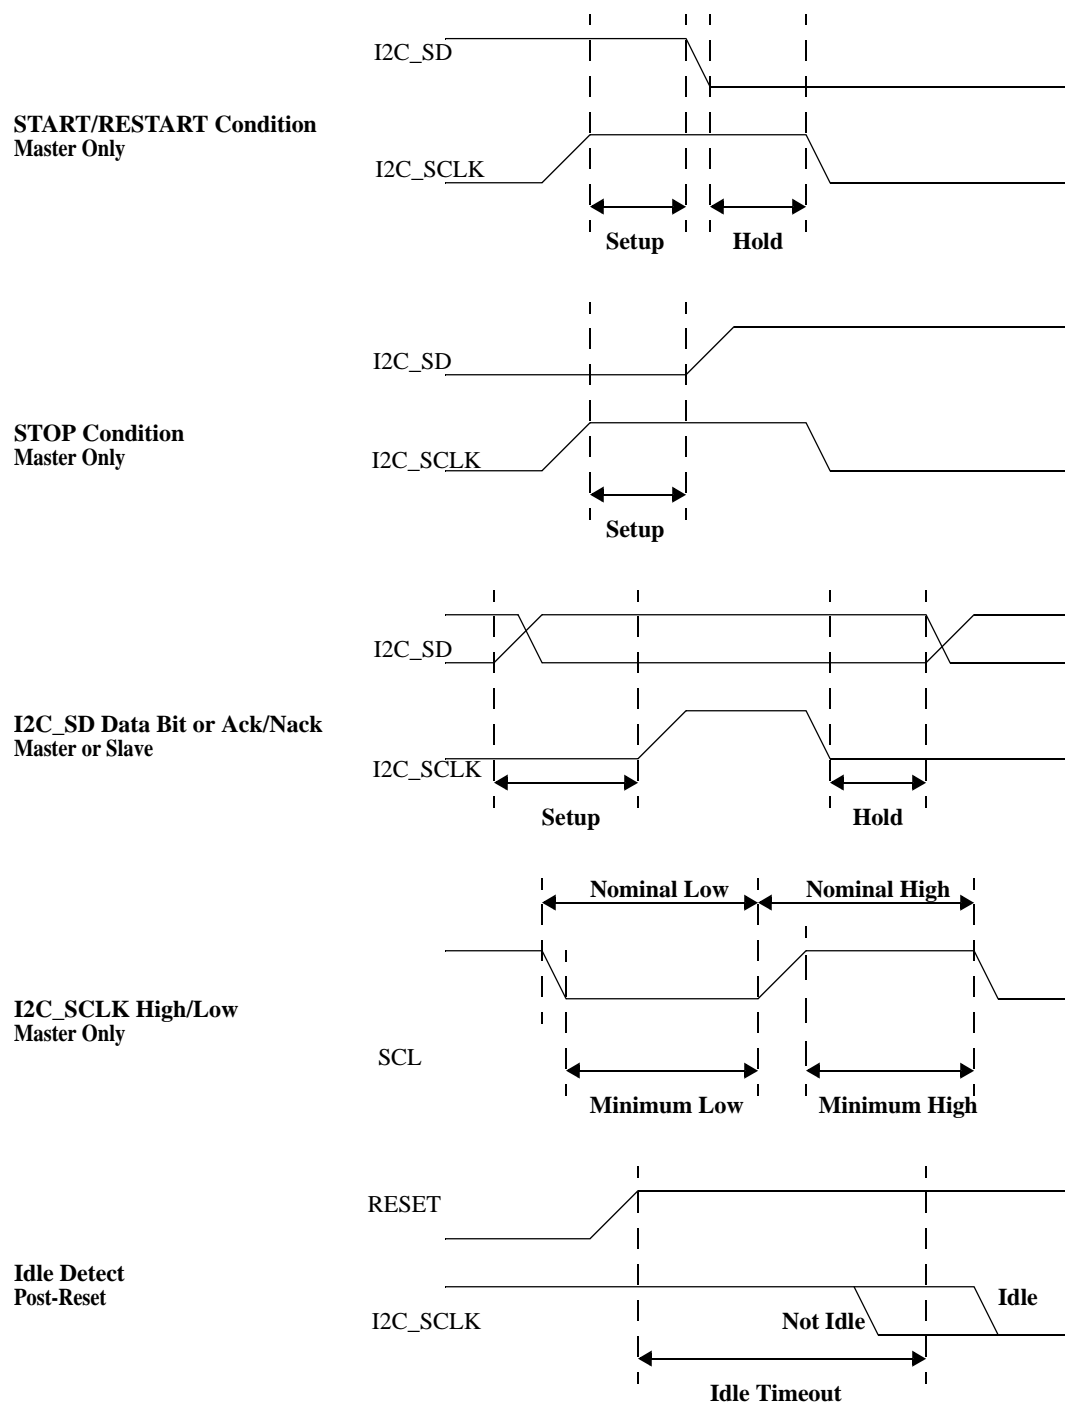 I2C_SD
START/RESTART Condition
Master Only
I2C_SCLK
Setup
Hold
I2C_SD
STOP Condition
Master Only
I2C_SCLK
Setup
I2C_SD
I2C_SD Data Bit or Ack/Nack
Master or Slave
I2C_SCLK
Setup
Hold
Nominal Low
Nominal High
I2C_SCLK High/Low
Master Only
SCL
Minimum Low
Minimum High
RESET
Idle Detect
Post-Reset
I2C_SCLK
Not Idle
Idle
Idle Timeout